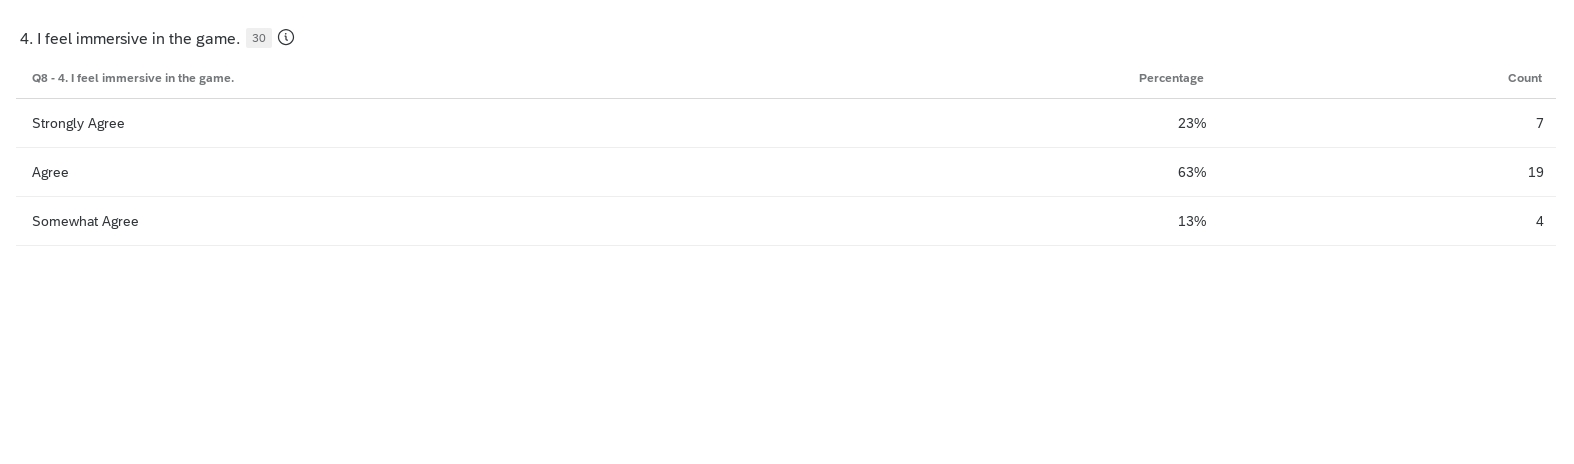 4. I feel immersive in the game. 30
Q8 - 4. I feel immersive in the game. Percentage Count
Strongly Agree 23% 7
Agree 63% 19
Somewhat Agree 13% 4